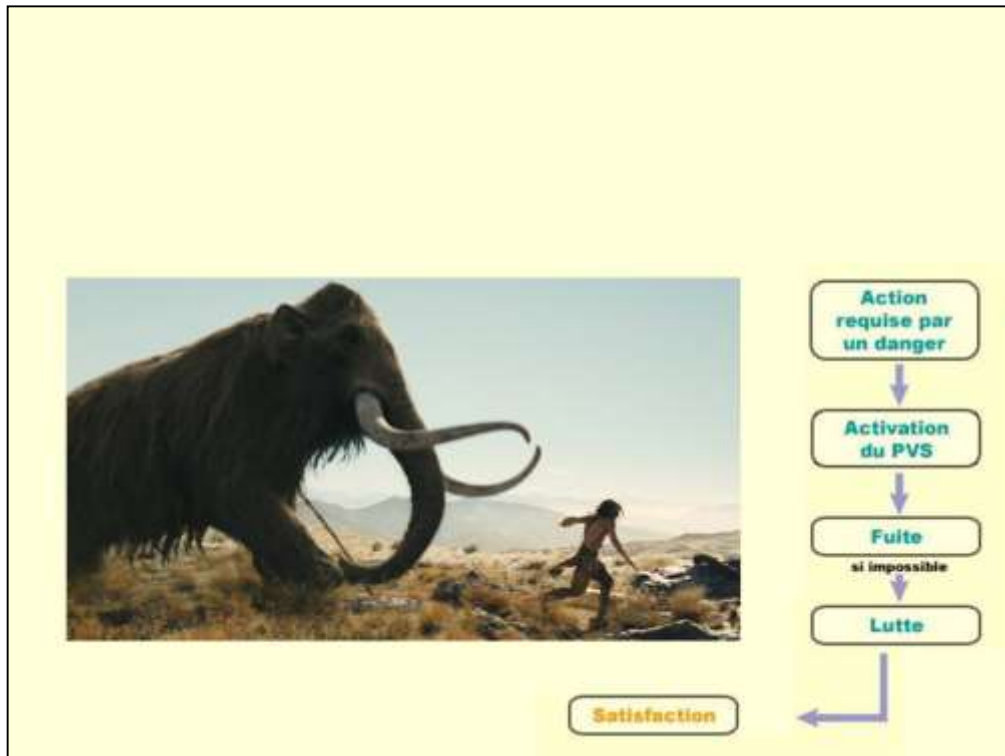 Action
requise par
un danger
Activation
du PVS
Fuite
si impossible
Lutte
Satisfaction